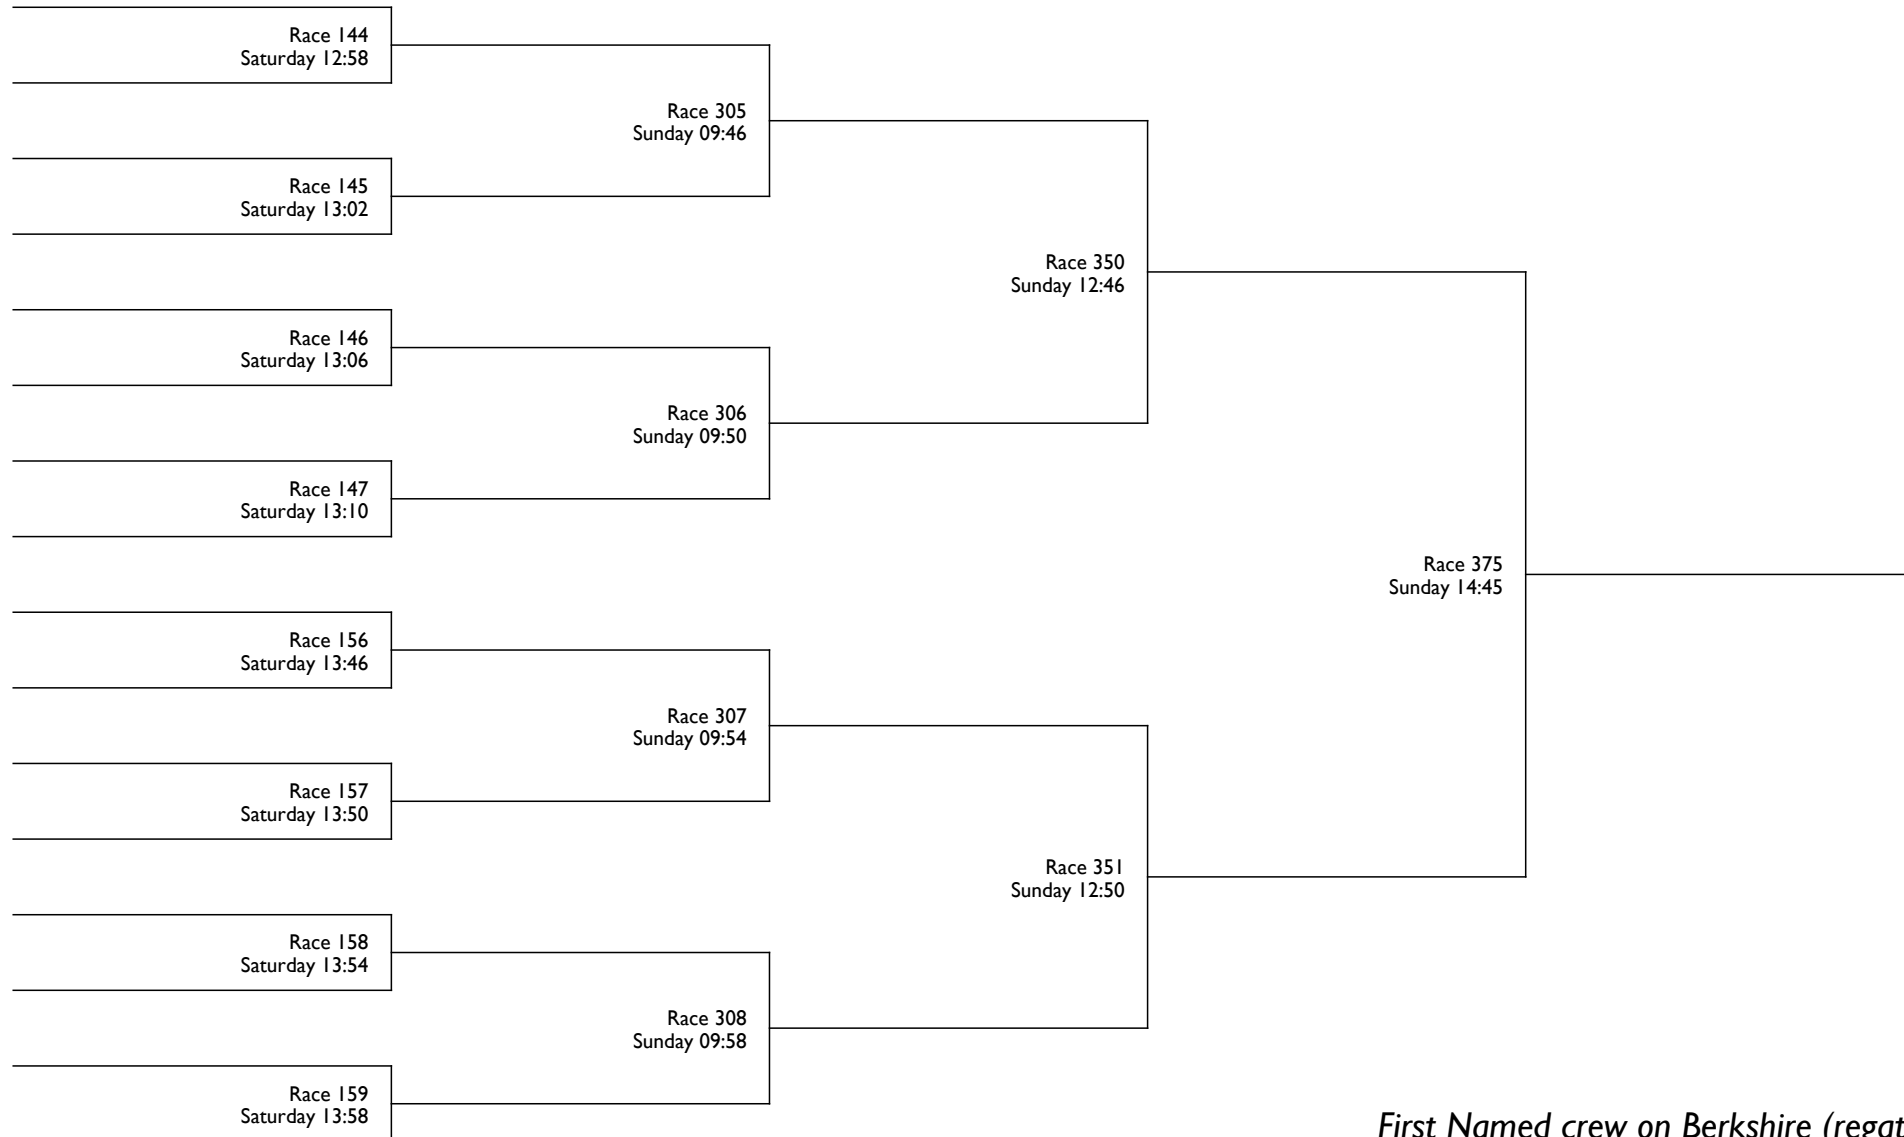 Race 144
Saturday 12:58
Race 305
Sunday 09:46
Race 145
Saturday 13:02
Race 350
Sunday 12:46
Race 146
Saturday 13:06
Race 306
Sunday 09:50
Race 147
Saturday 13:10
Race 375
Sunday 14:45
Race 156
Saturday 13:46
Race 307
Sunday 09:54
Race 157
Saturday 13:50
Race 351
Sunday 12:50
Race 158
Saturday 13:54
Race 308
Sunday 09:58
Race 159
Saturday 13:58
First Named crew on Berkshire (regat